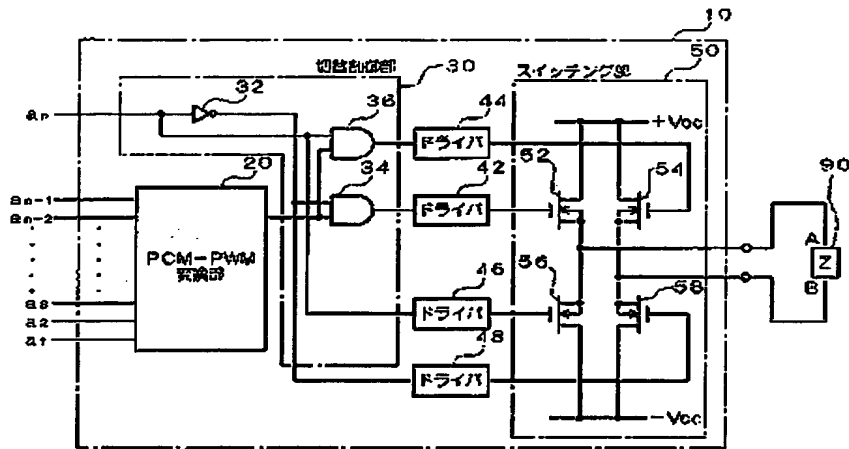 10
50
切替制御部
30
スイッチング部
an
32
36
44
+Vcc
ドライバ
20
34
42
52
54
90
an-1
an-2
ドライバ
PCM-PWM
変換部
A
Z
B
46
56
58
a3
a2
a1
ドライバ
48
ドライバ
-Vcc